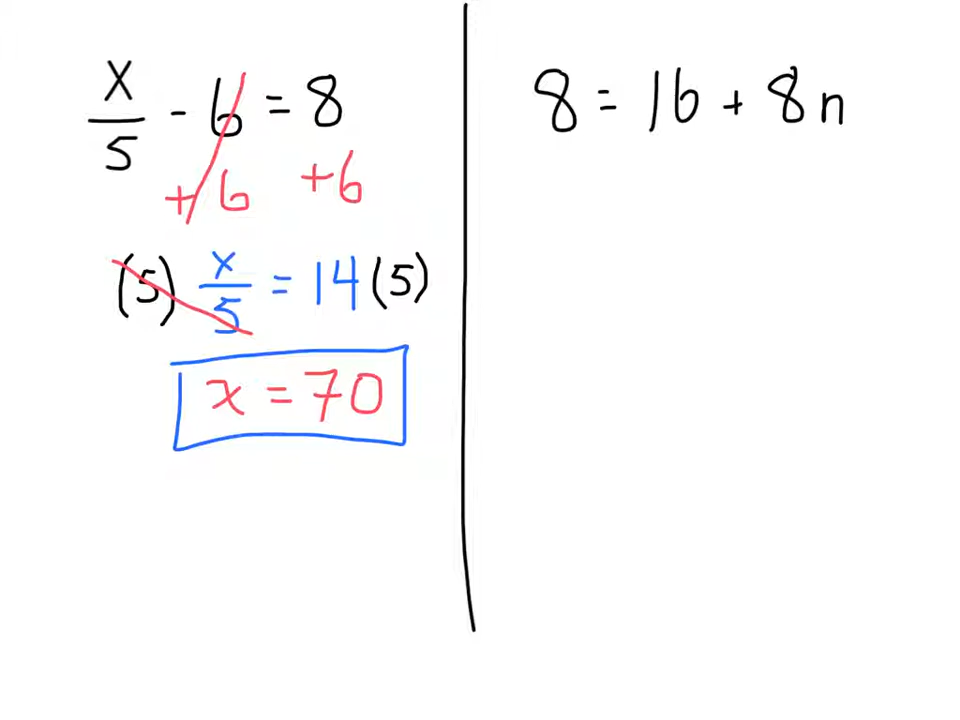 x/5 - 6 = 8
+6 +6
(5) x/5 = 14 (5)
x = 70
8 = 16 + 8n